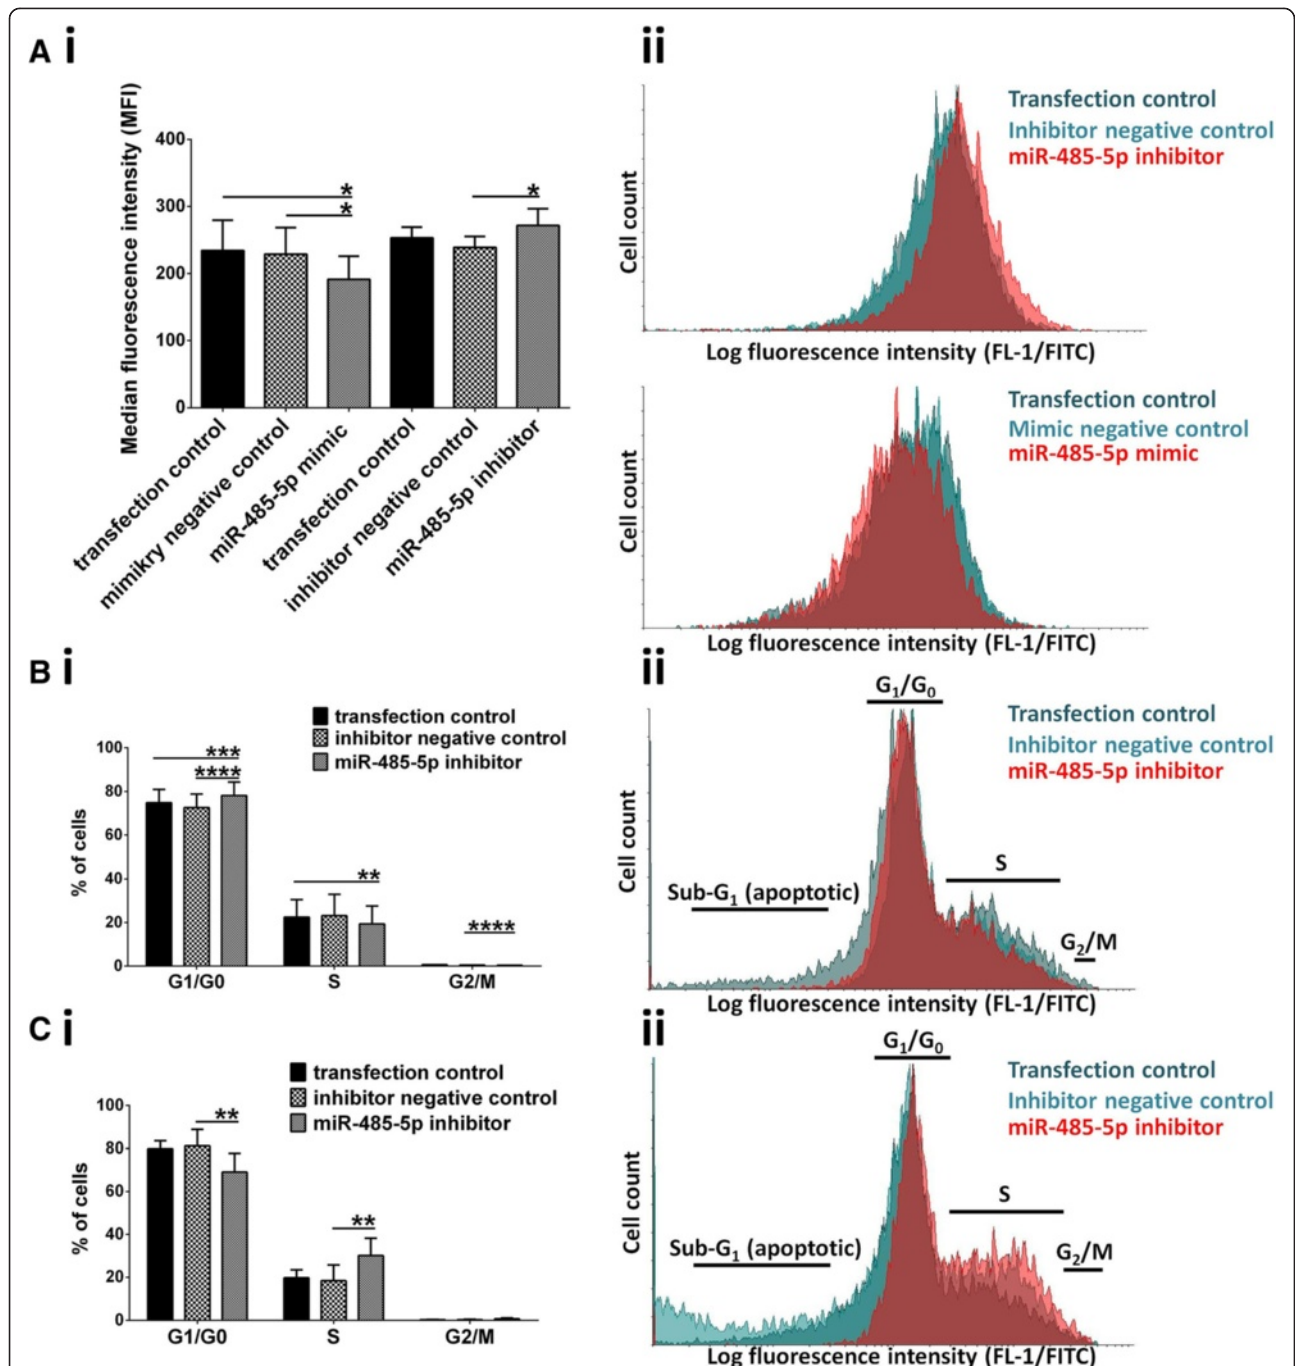 A i
Median fluorescence intensity (MFI)
400
300
200
100
0
*
*
*
transfection control
mimikry negative control
miR-485-5p mimic
transfection control
inhibitor negative control
miR-485-5p inhibitor
ii
Cell count
Transfection control
Inhibitor negative control
miR-485-5p inhibitor
Log fluorescence intensity (FL-1/FITC)
Cell count
Transfection control
Mimic negative control
miR-485-5p mimic
Log fluorescence intensity (FL-1/FITC)
B i
transfection control
inhibitor negative control
miR-485-5p inhibitor
% of cells
100
80
60
40
20
0
***
****
**
****
G1/G0
S
G2/M
ii
G₁/G₀
Transfection control
Inhibitor negative control
miR-485-5p inhibitor
Cell count
Sub-G₁ (apoptotic)
S
G₂/M
Log fluorescence intensity (FL-1/FITC)
C i
transfection control
inhibitor negative control
miR-485-5p inhibitor
% of cells
100
80
60
40
20
0
**
**
G1/G0
S
G2/M
ii
G₁/G₀
Transfection control
Inhibitor negative control
miR-485-5p inhibitor
Cell count
Sub-G₁ (apoptotic)
S
G₂/M
Log fluorescence intensity (FL-1/FITC)